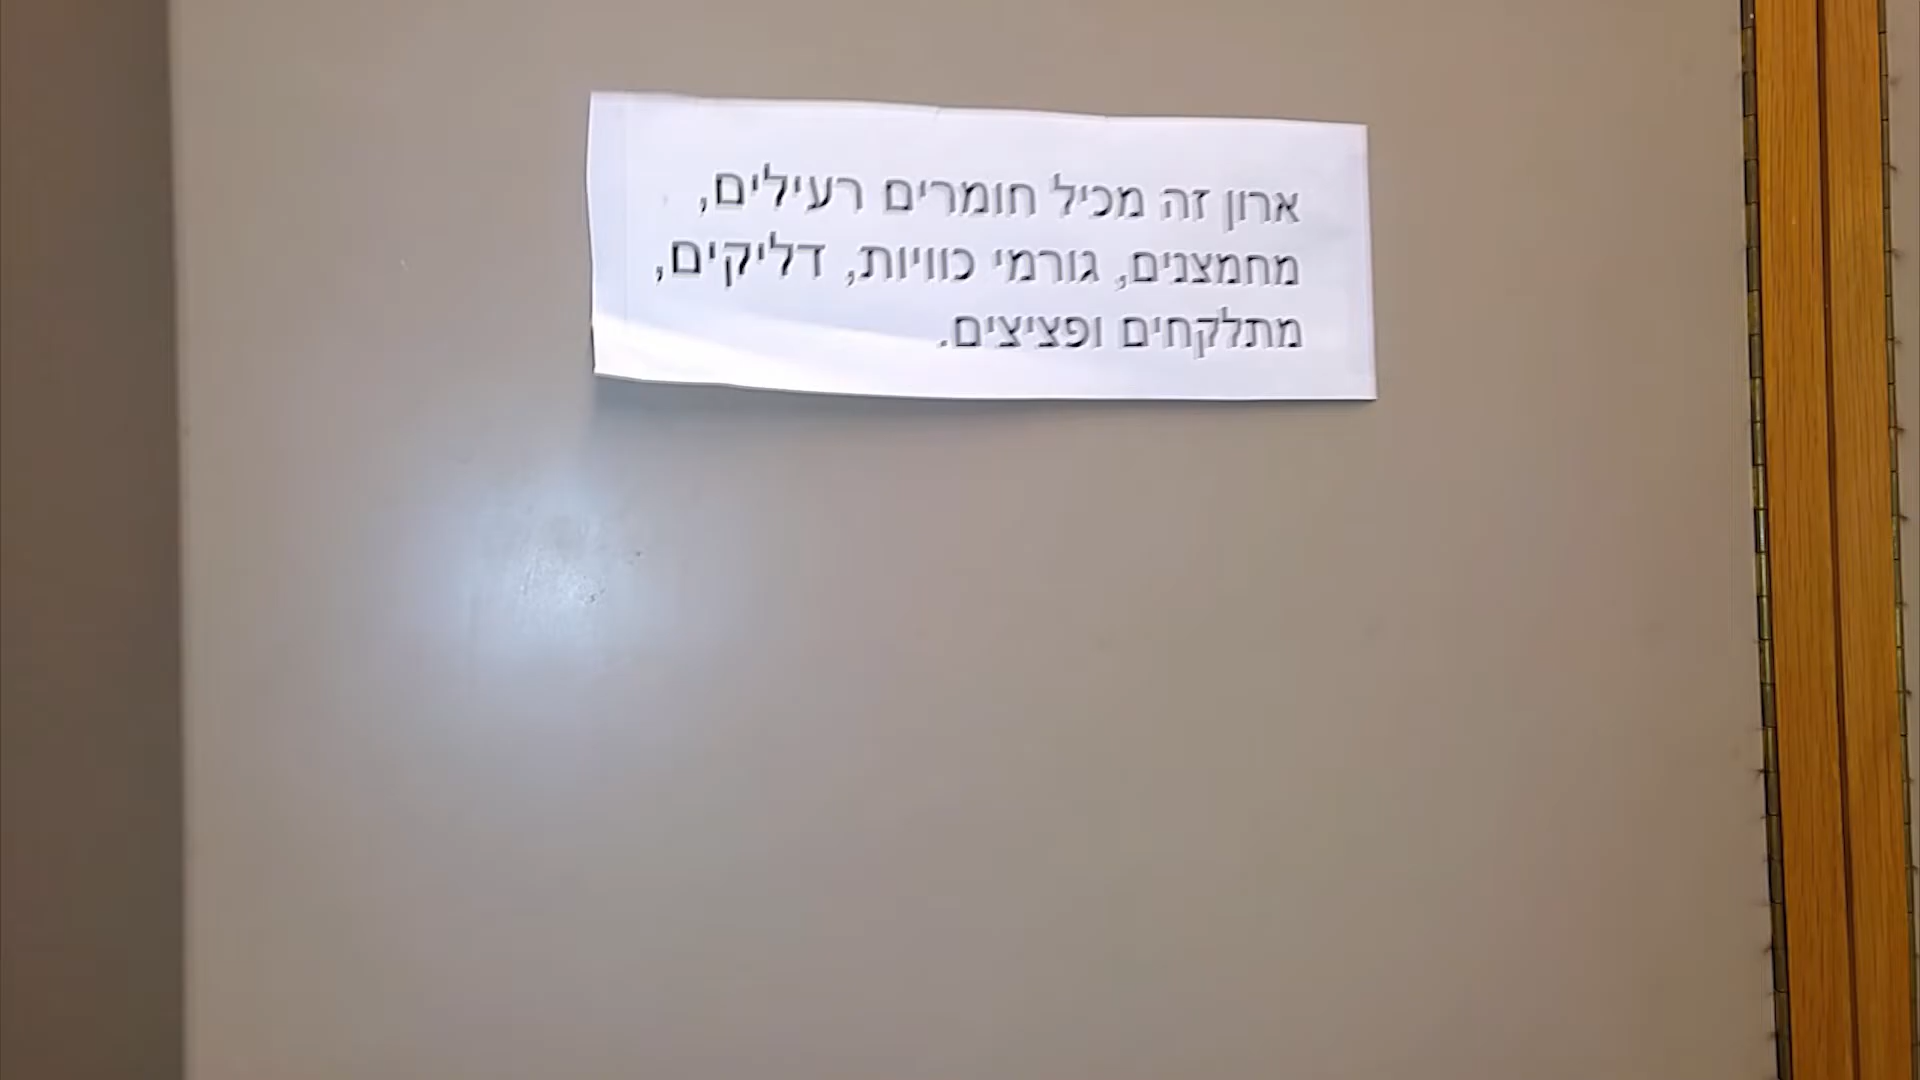 ארון זה מכיל חומרים רעילים,
מחמצנים, גורמי כוויות, דליקים,
מתלקחים ופציצים.